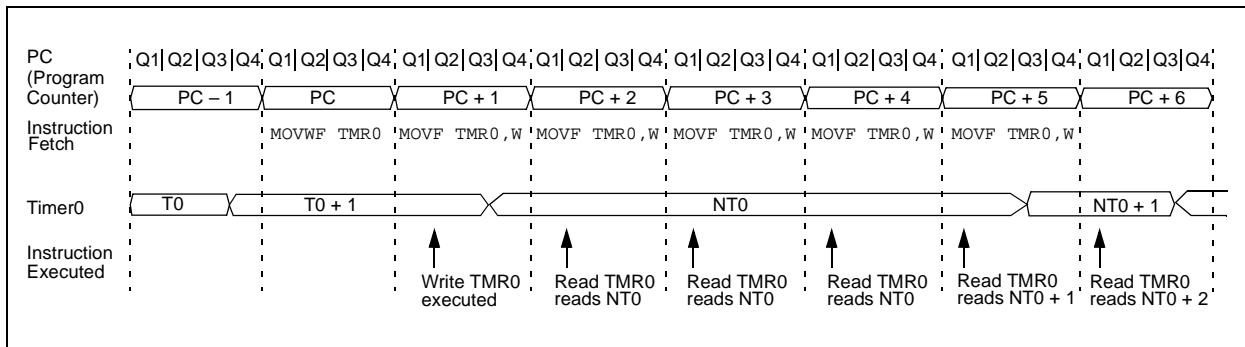 PC
(Program
Counter)
Q1 Q2 Q3 Q4 Q1 Q2 Q3 Q4 Q1 Q2 Q3 Q4 Q1 Q2 Q3 Q4 Q1 Q2 Q3 Q4 Q1 Q2 Q3 Q4 Q1 Q2 Q3 Q4 Q1 Q2 Q3 Q4
PC – 1 PC PC + 1 PC + 2 PC + 3 PC + 4 PC + 5 PC + 6
Instruction
Fetch
MOVWF TMR0 MOVF TMR0,W MOVF TMR0,W MOVF TMR0,W MOVF TMR0,W MOVF TMR0,W
Timer0
T0 T0 + 1 NT0 NT0 + 1
Instruction
Executed
Write TMR0
executed
Read TMR0
reads NT0
Read TMR0
reads NT0
Read TMR0
reads NT0
Read TMR0
reads NT0 + 1
Read TMR0
reads NT0 + 2